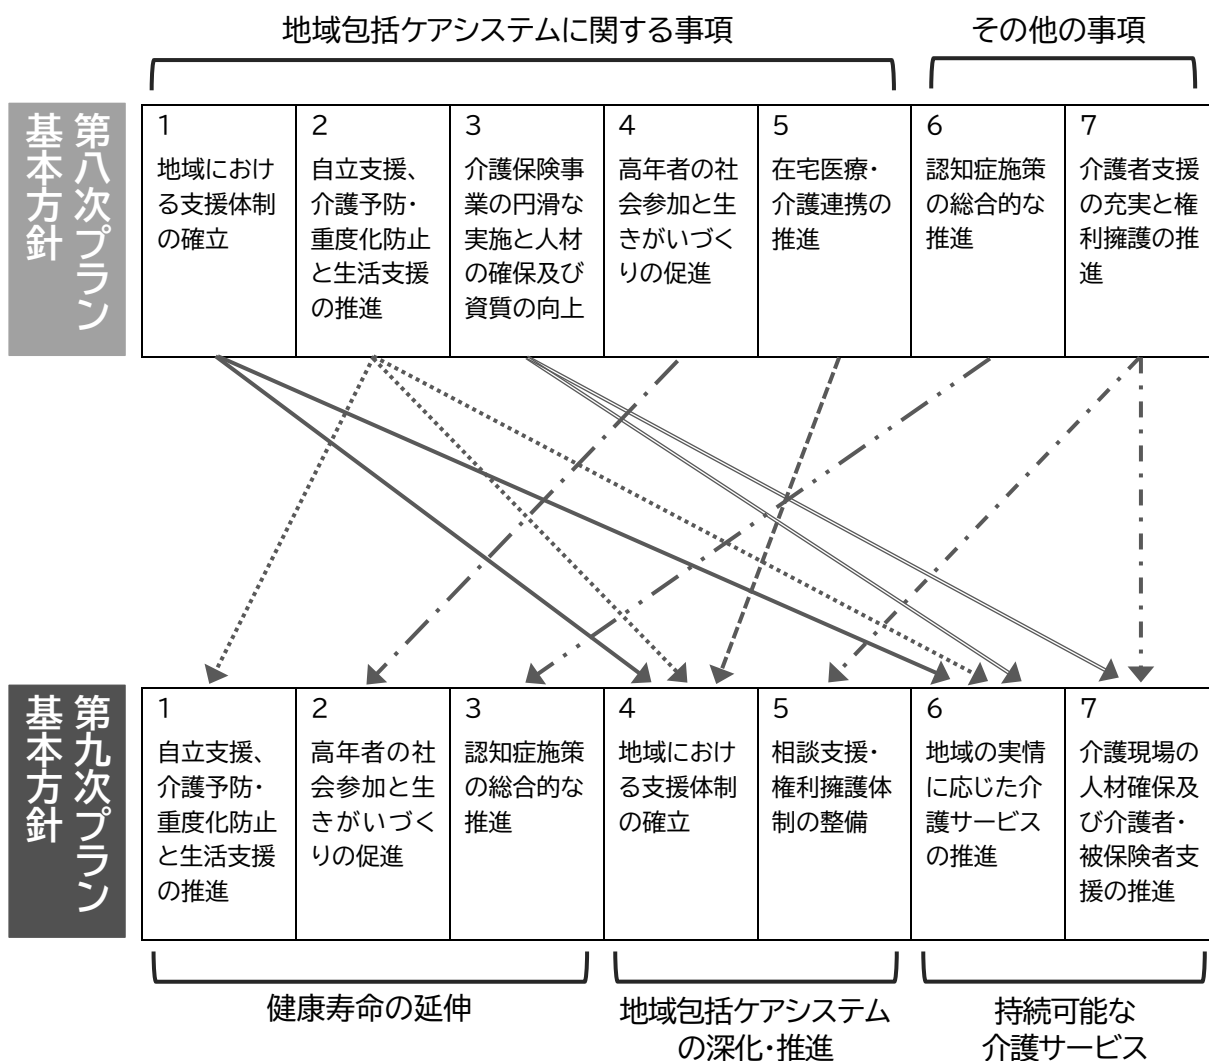 地域包括ケアシステムに関する事項
その他の事項
第八次プラン
基本方針
1
地域におけ
る支援体制
の確立
2
自立支援、
介護予防・
重度化防止
と生活支援
の推進
3
介護保険事
業の円滑な
実施と人材
の確保及び
資質の向上
4
高年者の社
会参加と生
きがいづく
りの促進
5
在宅医療・
介護連携の
推進
6
認知症施策
の総合的な
推進
7
介護者支援
の充実と権
利擁護の推
進
第九次プラン
基本方針
1
自立支援、
介護予防・
重度化防止
と生活支援
の推進
2
高年者の社
会参加と生
きがいづく
りの促進
3
認知症施策
の総合的な
推進
4
地域におけ
る支援体制
の確立
5
相談支援・
権利擁護体
制の整備
6
地域の実情
に応じた介
護サービス
の推進
7
介護現場の
人材確保及
び介護者・
被保険者支
援の推進
健康寿命の延伸
地域包括ケアシステム
の深化・推進
持続可能な
介護サービス